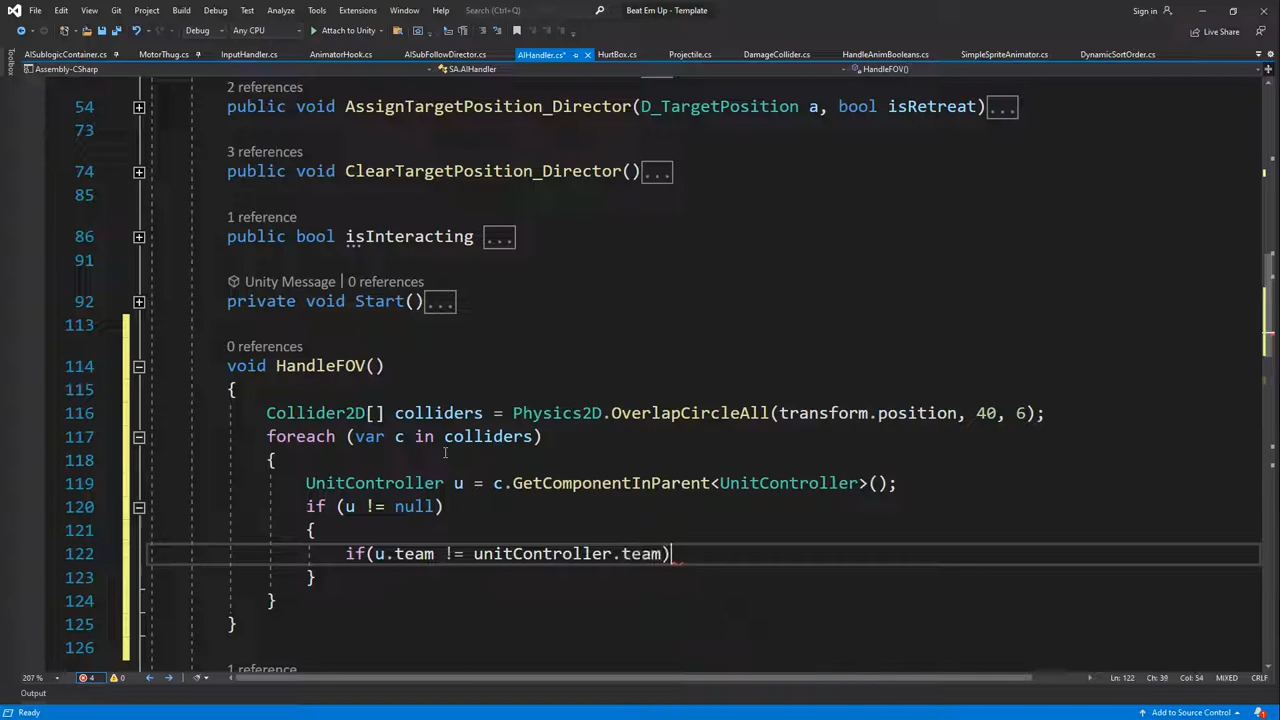 File Edit View Git Project Build Debug Test Analyze Tools Extensions Window Help Search (Ctrl+Q) Beat Em Up - Template Sign in
Debug Any CPU Attach to Unity Live Share
AISublogicContainer.cs MotorThug.cs InputHandler.cs AnimatorHook.cs AISubFollowDirector.cs AIHandler.cs* HurtBox.cs Projectile.cs DamageCollider.cs HandleAnimBooleans.cs SimpleSpriteAnimator.cs DynamicSortOrder.cs
Toolbox
Assembly-CSharp SA.AIHandler HandleFOV()
2 references
54 public void AssignTargetPosition_Director(D_TargetPosition a, bool isRetreat)...
73
3 references
74 public void ClearTargetPosition_Director()...
85
1 reference
86 public bool isInteracting ...
91
Unity Message | 0 references
92 private void Start()...
113
0 references
114 void HandleFOV()
115 {
116 Collider2D[] colliders = Physics2D.OverlapCircleAll(transform.position, 40, 6);
117 foreach (var c in colliders)
118 {
119 UnitController u = c.GetComponentInParent<UnitController>();
120 if (u != null)
121 {
122 if(u.team != unitController.team)
123 }
124 }
125 }
126
1 reference
207 % 4 0 Ln: 122 Ch: 39 Col: 54 MIXED CRLF
Output
Ready Add to Source Control 1